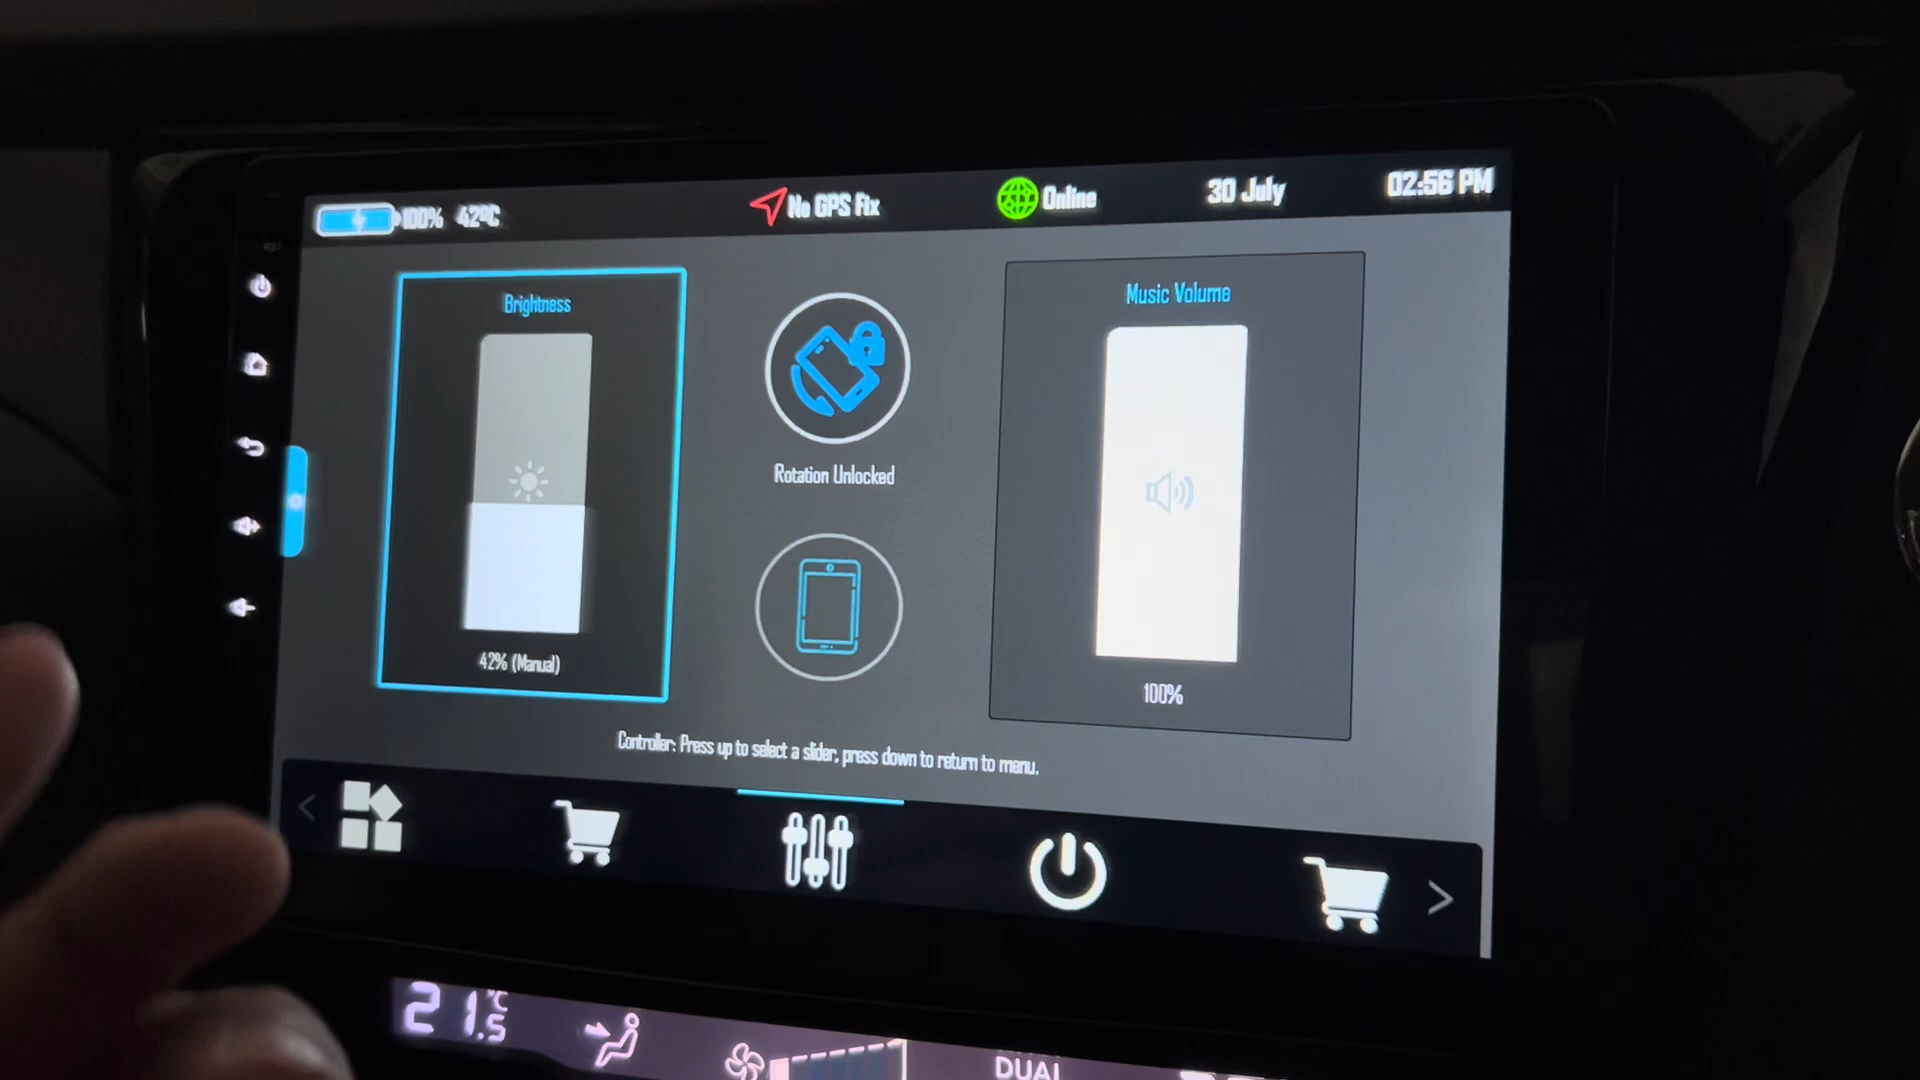 100% 42°C
No GPS Fix
Online
30 July
02:56 PM
Brightness
42% (Manual)
Rotation Unlocked
Music Volume
100%
Controller: Press up to select a slider, press down to return to menu.
21.5 °C
DUAL